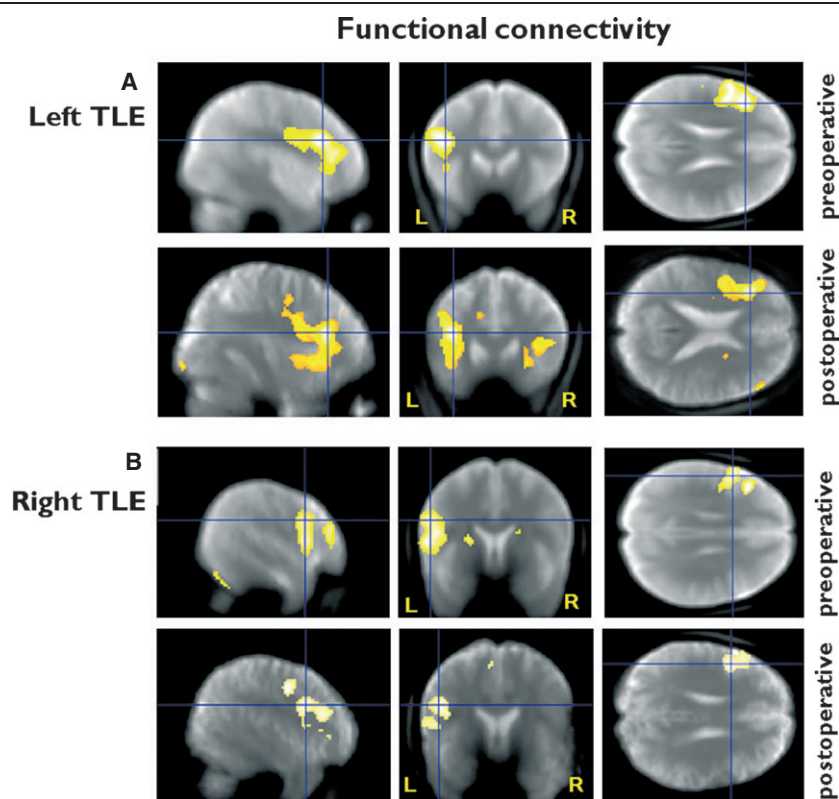 Functional connectivity
A
Left TLE
L R
preoperative
postoperative
L R
B
Right TLE
L R
preoperative
postoperative
L R